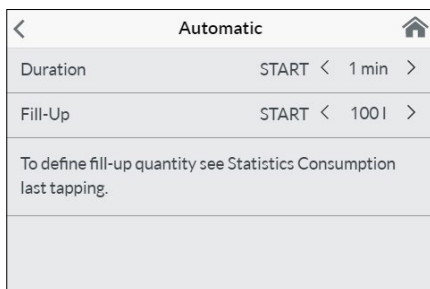 Automatic
Duration START < 1 min >
Fill-Up START < 100 l >
To define fill-up quantity see Statistics Consumption
last tapping.